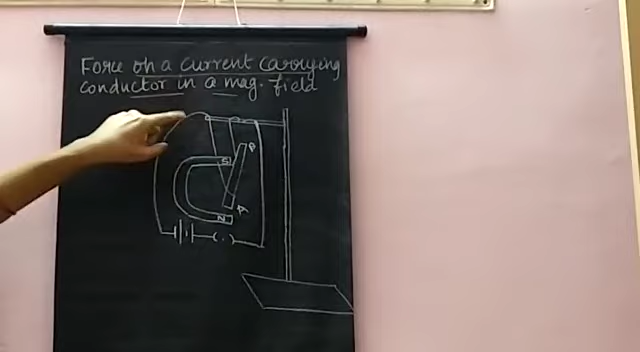 Force on a current carrying
conductor in a mag. field
B
S
A
N